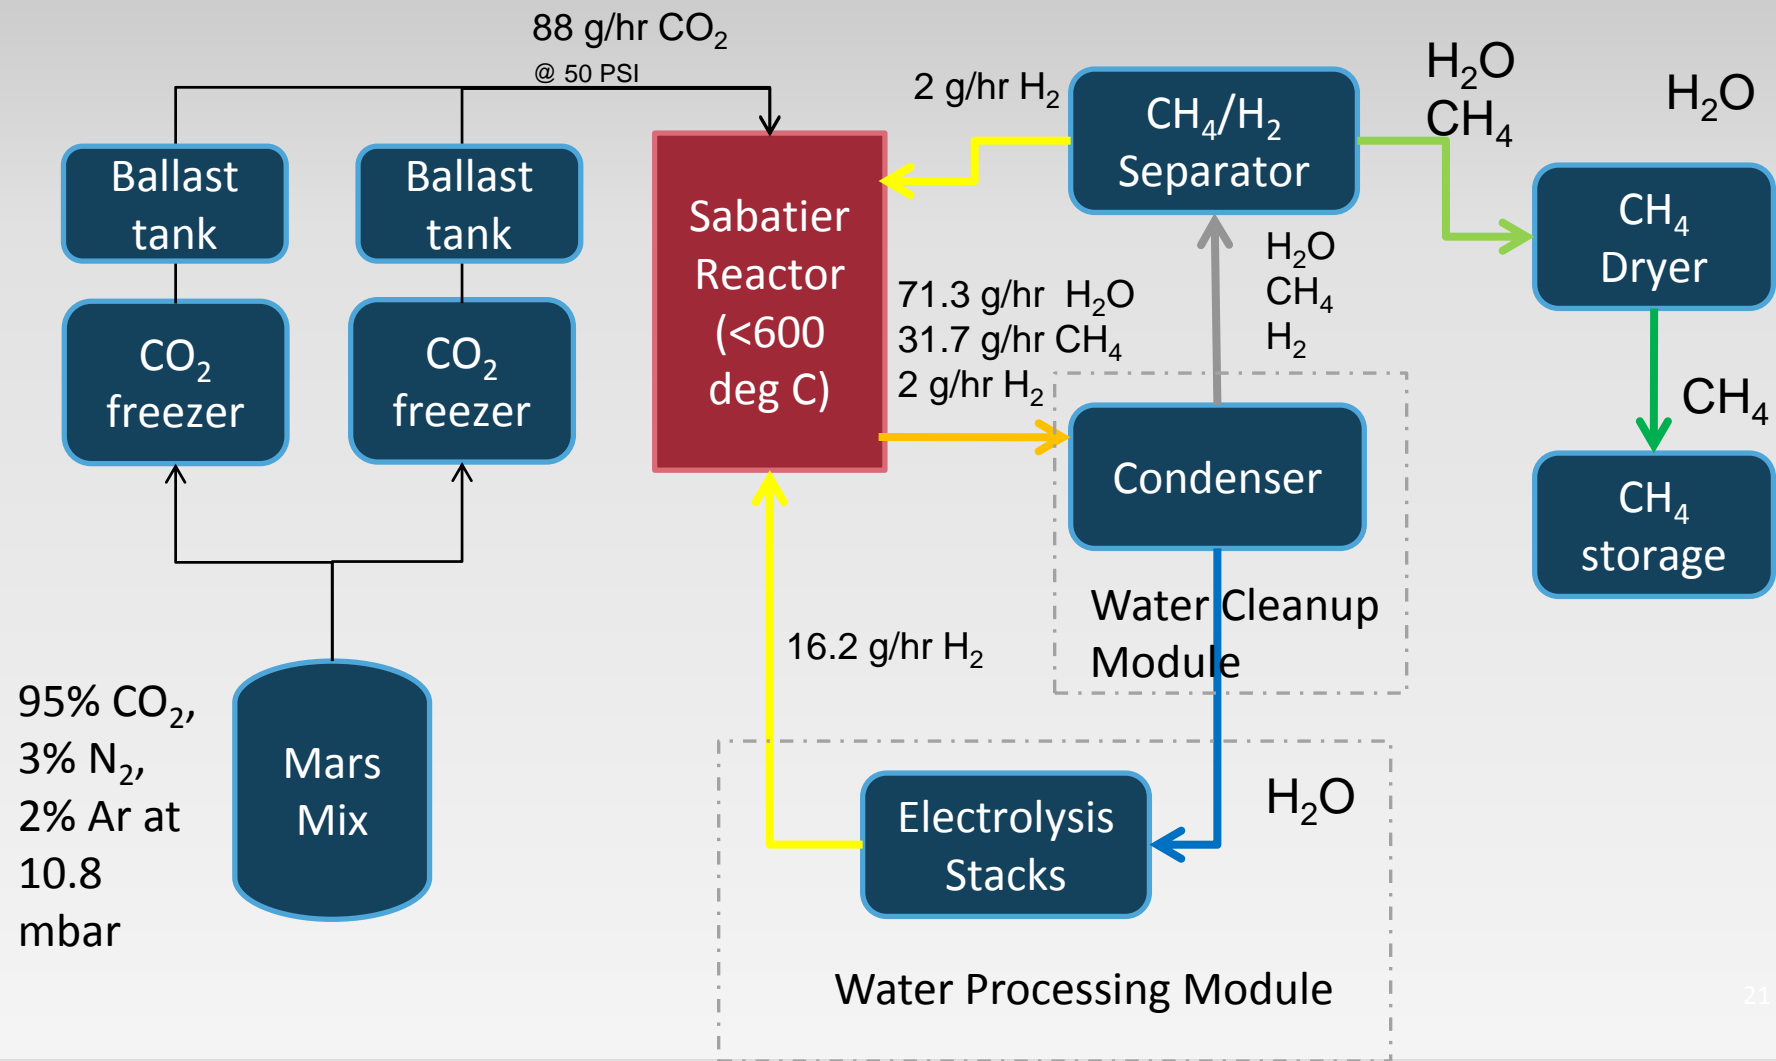 88 g/hr CO₂
@ 50 PSI
Ballast
tank
Ballast
tank
CO₂
freezer
CO₂
freezer
95% CO₂,
3% N₂,
2% Ar at
10.8
mbar
Mars
Mix
Sabatier
Reactor
(<600
deg C)
2 g/hr H₂
CH₄/H₂
Separator
H₂O
CH₄
H₂O
CH₄
Dryer
71.3 g/hr H₂O
31.7 g/hr CH₄
2 g/hr H₂
H₂O
CH₄
H₂
CH₄
CH₄
storage
Condenser
Water Cleanup
Module
16.2 g/hr H₂
Electrolysis
Stacks
H₂O
Water Processing Module
21